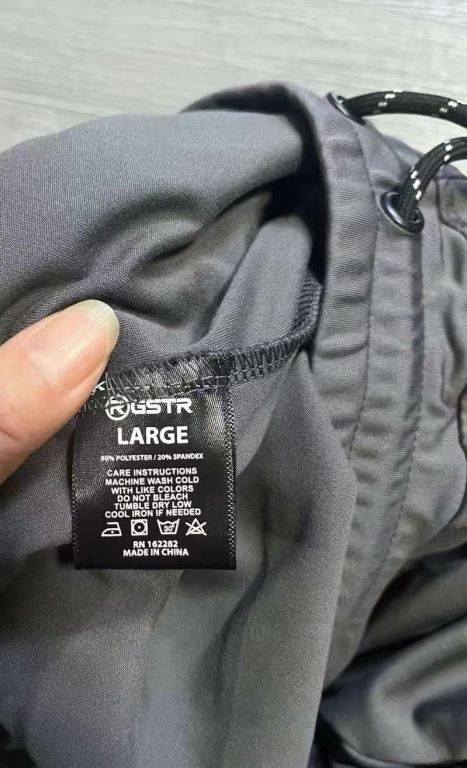 RGSTR
LARGE
80% POLYESTER / 20% SPANDEX
CARE INSTRUCTIONS
MACHINE WASH COLD
WITH LIKE COLORS
DO NOT BLEACH
TUMBLE DRY LOW
COOL IRON IF NEEDED
30°
RN 162282
MADE IN CHINA